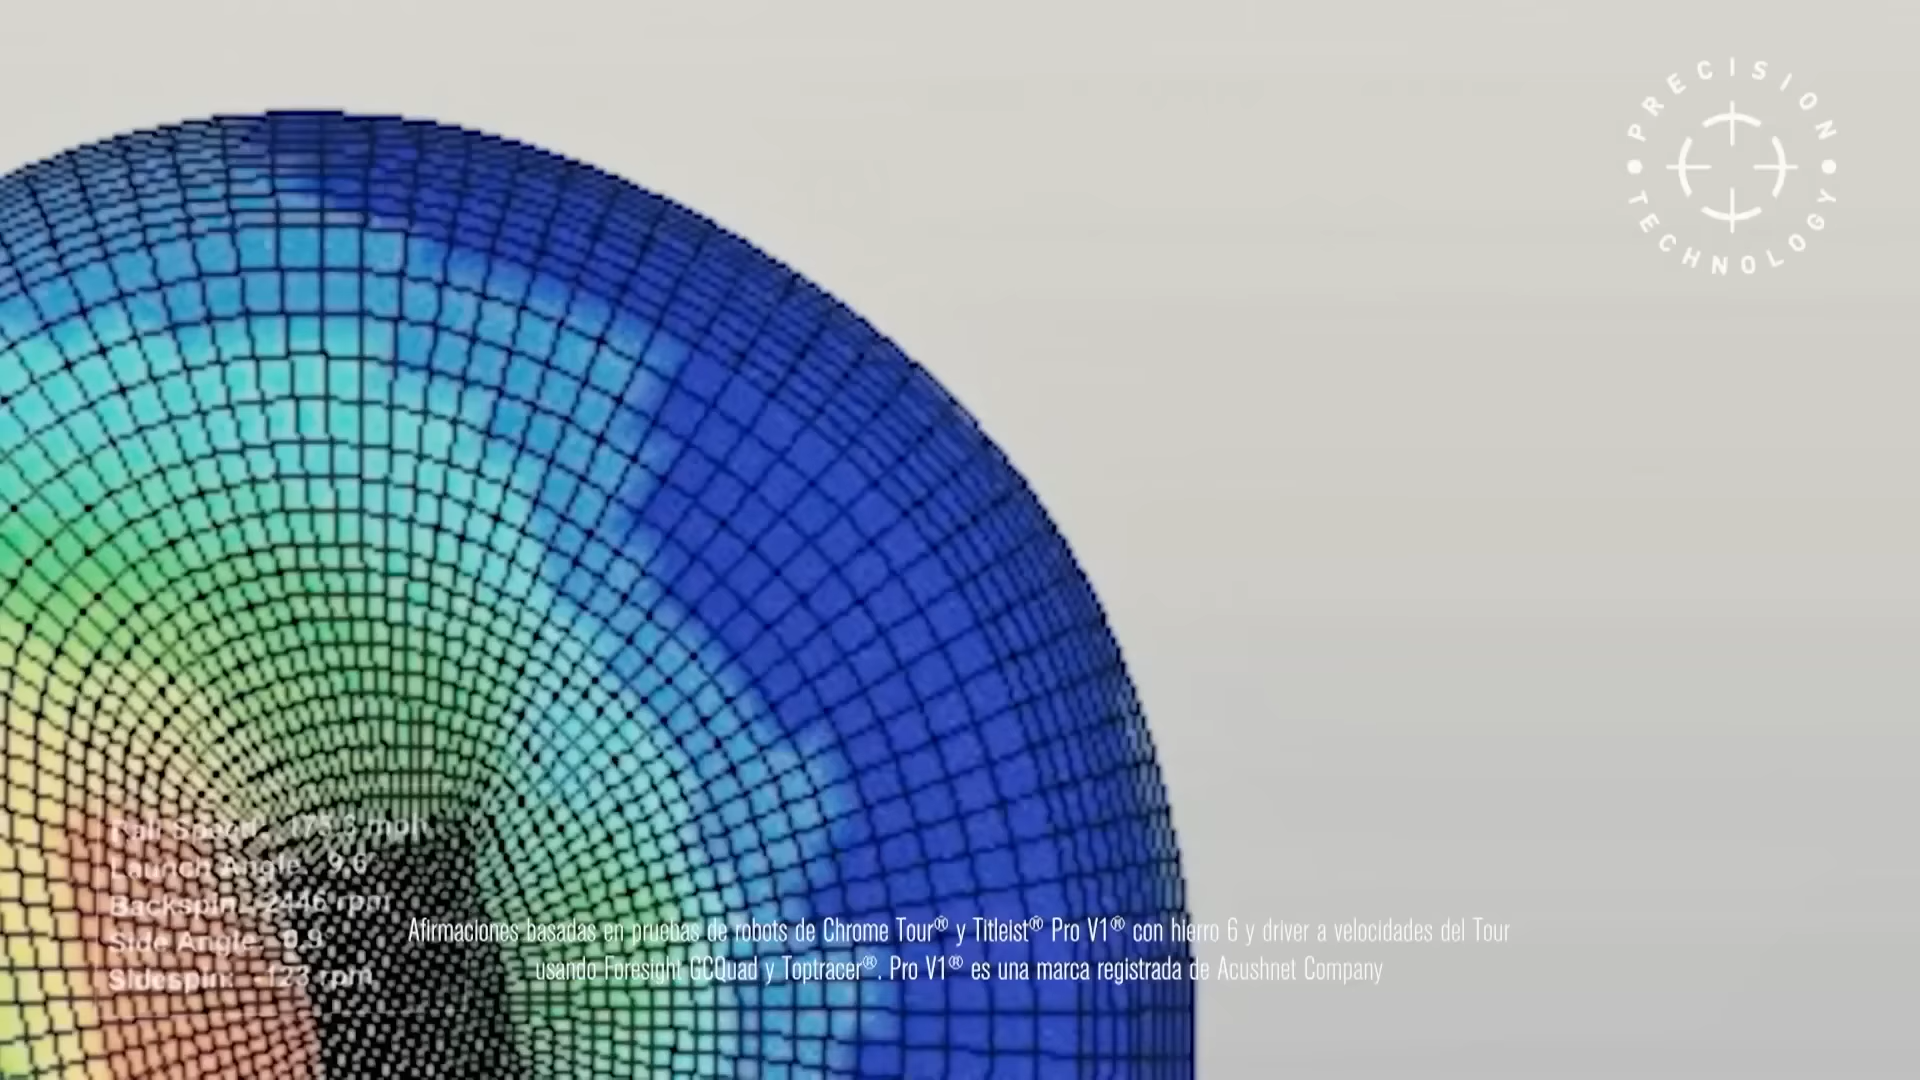 PRECISION
TECHNOLOGY
Ball Speed: 175.5 mph
Launch Angle: 9.6°
Backspin: 2446 rpm
Side Angle: 0.9°
Sidespin: -123 rpm
Afirmaciones basadas en pruebas de robots de Chrome Tour® y Titleist® Pro V1® con hierro 6 y driver a velocidades del Tour
usando Foresight GCQuad y Toptracer®. Pro V1® es una marca registrada de Acushnet Company